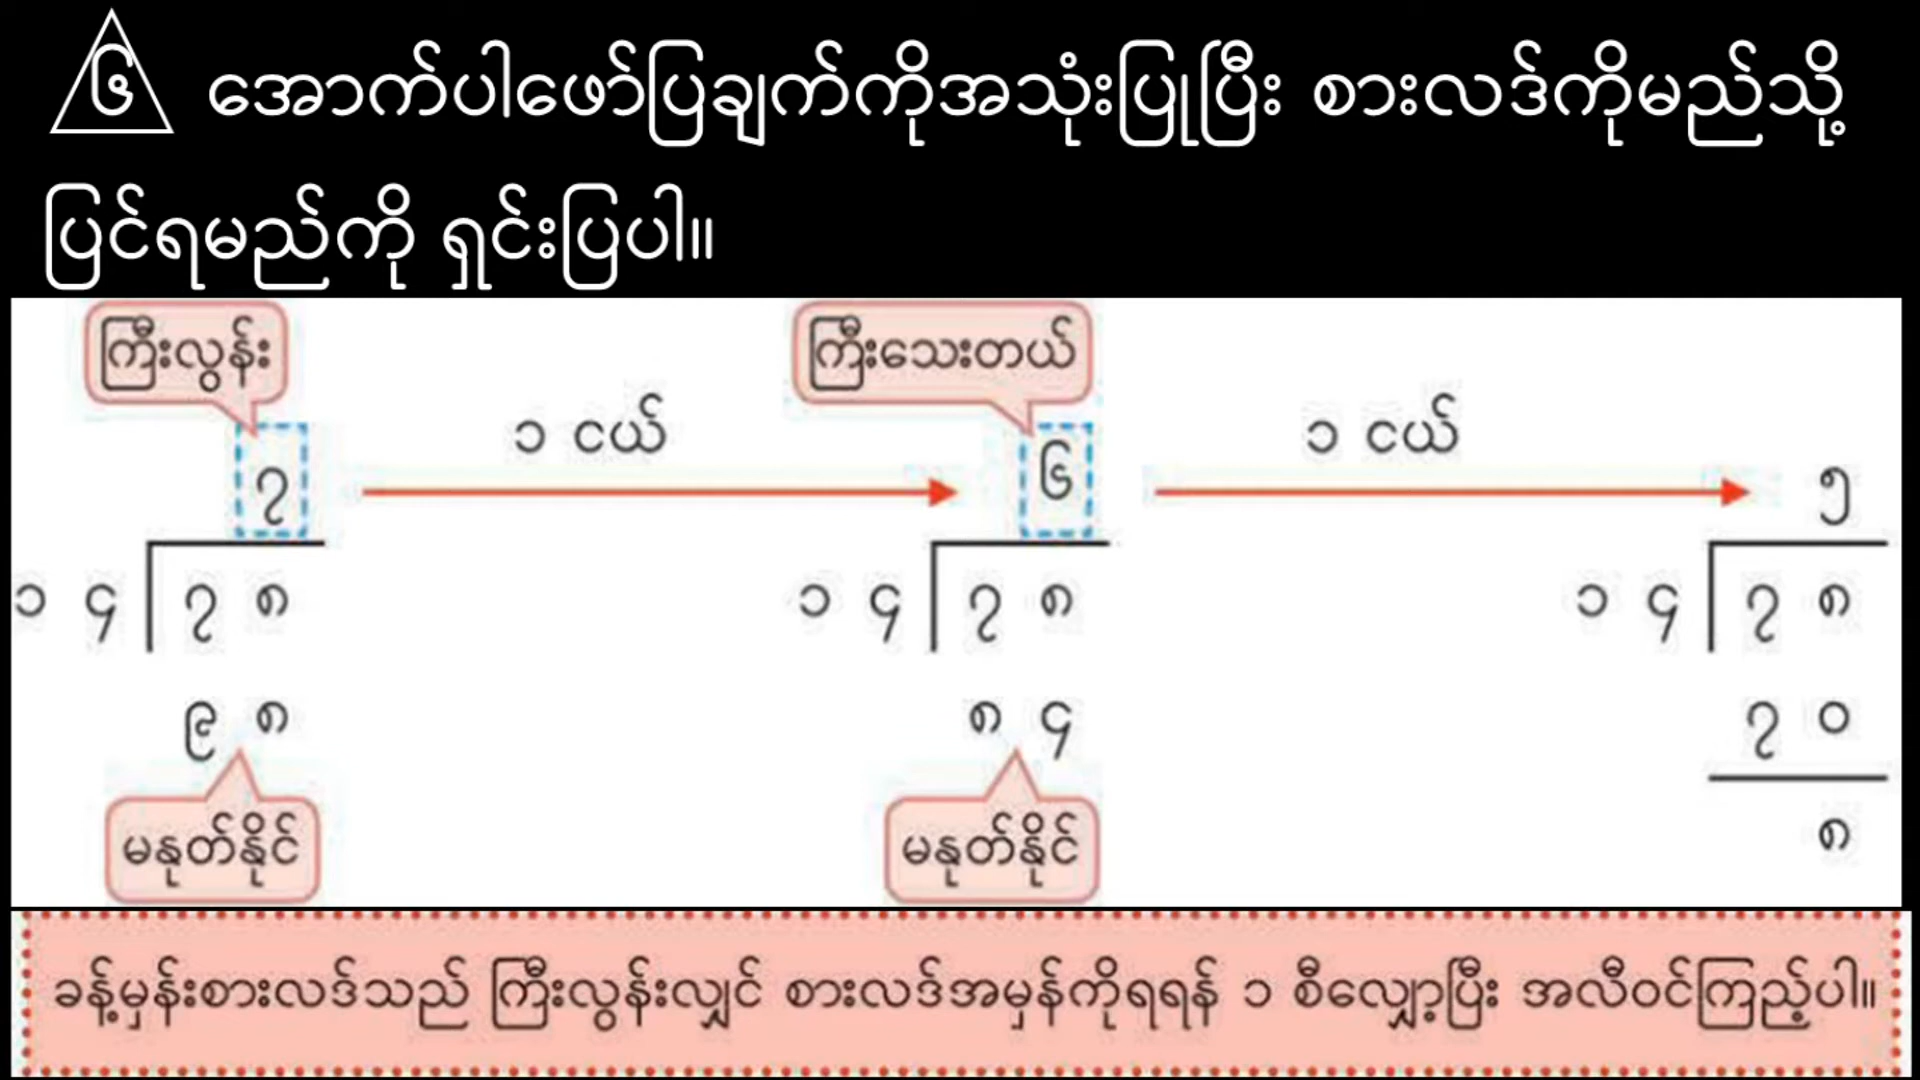 ၆ အောက်ပါဖော်ပြချက်ကိုအသုံးပြုပြီး စားလဒ်ကိုမည်သို့
ပြင်ရမည်ကို ရှင်းပြပါ။
ကြီးလွန်း ကြီးသေးတယ်
၁ ငယ် ၁ ငယ်
၇ ၆ ၅
၁ ၄ ၇ ၈ ၁ ၄ ၇ ၈ ၁ ၄ ၇ ၈
၉ ၈ ၈ ၄ ၇ ၀
မနုတ်နိုင် မနုတ်နိုင် ၈
ခန့်မှန်းစားလဒ်သည် ကြီးလွန်းလျှင် စားလဒ်အမှန်ကိုရရန် ၁ စီလျှော့ပြီး အလီဝင်ကြည့်ပါ။